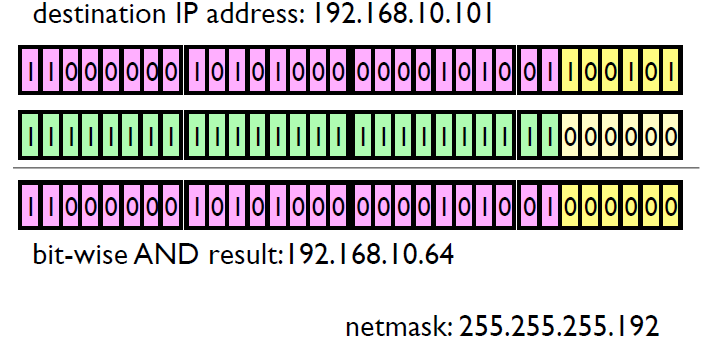 destination IP address: 192.168.10.101
11000000 10101000 00001010 01100101
11111111 11111111 11111111 11000000
11000000 10101000 00001010 01000000
bit-wise AND result:192.168.10.64
netmask: 255.255.255.192